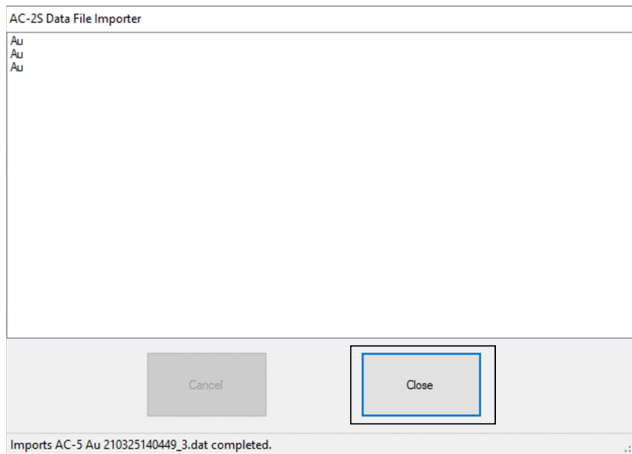 AC-2S Data File Importer
Au
Au
Au
Cancel
Close
Imports AC-5 Au 210325140449_3.dat completed.